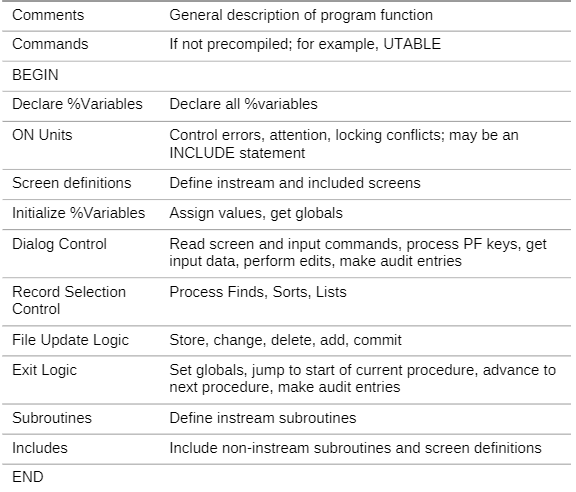 Comments General description of program function
Commands If not precompiled; for example, UTABLE
BEGIN
Declare %Variables Declare all %variables
ON Units Control errors, attention, locking conflicts; may be an
INCLUDE statement
Screen definitions Define instream and included screens
Initialize %Variables Assign values, get globals
Dialog Control Read screen and input commands, process PF keys, get
input data, perform edits, make audit entries
Record Selection Process Finds, Sorts, Lists
Control
File Update Logic Store, change, delete, add, commit
Exit Logic Set globals, jump to start of current procedure, advance to
next procedure, make audit entries
Subroutines Define instream subroutines
Includes Include non-instream subroutines and screen definitions
END